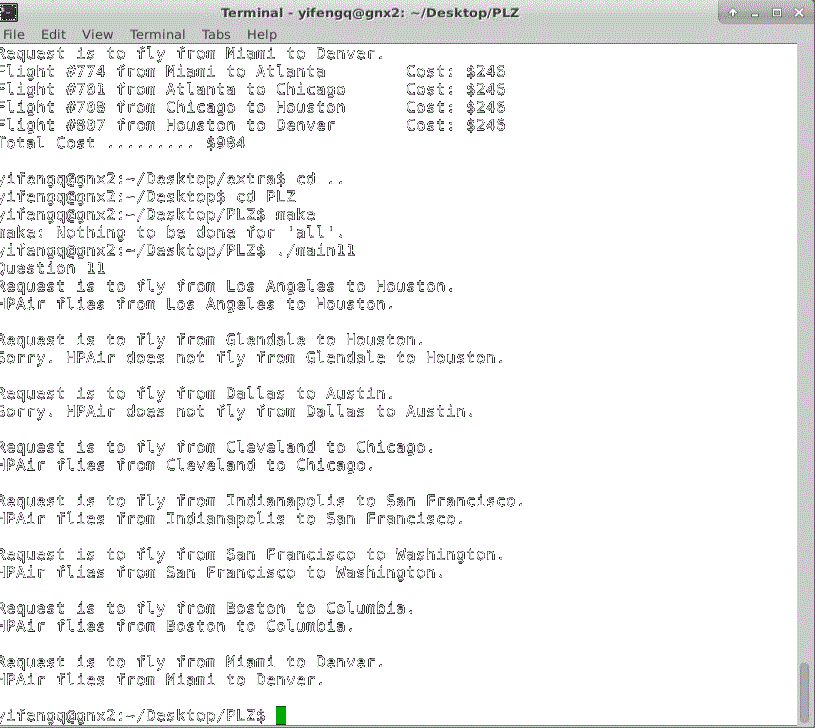 Terminal - yifengq@gnx2: ~/Desktop/PLZ
File Edit View Terminal Tabs Help
Request is to fly from Miami to Denver.
Flight #774 from Miami to Atlanta Cost: $246
Flight #701 from Atlanta to Chicago Cost: $246
Flight #708 from Chicago to Houston Cost: $246
Flight #807 from Houston to Denver Cost: $246
Total Cost ......... $984
yifengq@gnx2:~/Desktop/extra$ cd ..
yifengq@gnx2:~/Desktop$ cd PLZ
yifengq@gnx2:~/Desktop/PLZ$ make
make: Nothing to be done for 'all'.
yifengq@gnx2:~/Desktop/PLZ$ ./main11
Question 11
Request is to fly from Los Angeles to Houston.
HPAir flies from Los Angeles to Houston.
Request is to fly from Glendale to Houston.
Sorry. HPAir does not fly from Glendale to Houston.
Request is to fly from Dallas to Austin.
Sorry. HPAir does not fly from Dallas to Austin.
Request is to fly from Cleveland to Chicago.
HPAir flies from Cleveland to Chicago.
Request is to fly from Indianapolis to San Francisco.
HPAir flies from Indianapolis to San Francisco.
Request is to fly from San Francisco to Washington.
HPAir flies from San Francisco to Washington.
Request is to fly from Boston to Columbia.
HPAir flies from Boston to Columbia.
Request is to fly from Miami to Denver.
HPAir flies from Miami to Denver.
yifengq@gnx2:~/Desktop/PLZ$